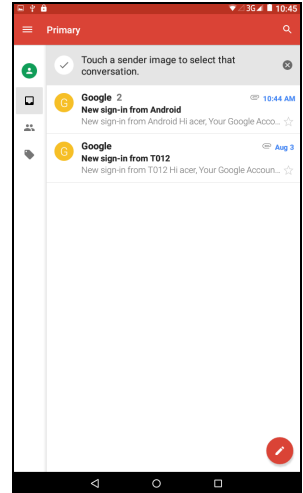 3G 10:45
Primary
Touch a sender image to select that
conversation.
G Google 2 10:44 AM
New sign-in from Android
New sign-in from Android Hi acer, Your Google Acco...
G Google Aug 3
New sign-in from T012
New sign-in from T012 Hi acer, Your Google Accoun...